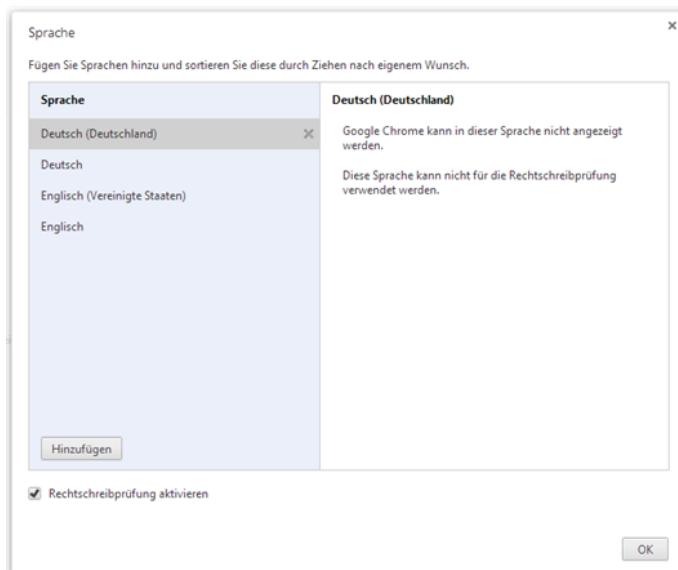 Sprache
Fügen Sie Sprachen hinzu und sortieren Sie diese durch Ziehen nach eigenem Wunsch.
Sprache
Deutsch (Deutschland)
Deutsch
Englisch (Vereinigte Staaten)
Englisch
Hinzufügen
Deutsch (Deutschland)
Google Chrome kann in dieser Sprache nicht angezeigt
werden.
Diese Sprache kann nicht für die Rechtschreibprüfung
verwendet werden.
Rechtschreibprüfung aktivieren
OK